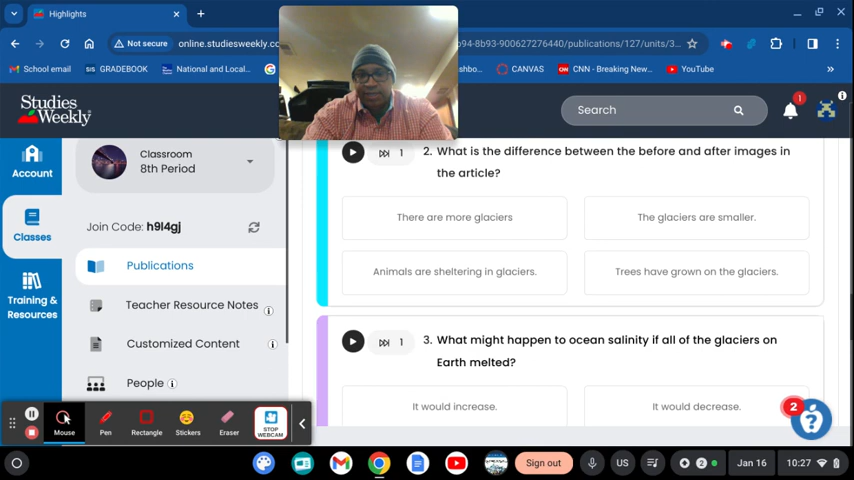 Highlights
Not secure
online.studiesweekly.cc
b94-8b93-900627276440/publications/127/units/3...
School email
SIS GRADEBOOK
National and Local...
shbo...
CANVAS
CNN - Breaking New...
YouTube
Studies
Weekly
Search
1
Account
Classes
Training &
Resources
Classroom
8th Period
Join Code: h9l4gj
Publications
Teacher Resource Notes
Customized Content
People
1
2. What is the difference between the before and after images in
the article?
There are more glaciers
The glaciers are smaller.
Animals are sheltering in glaciers.
Trees have grown on the glaciers.
1
3. What might happen to ocean salinity if all of the glaciers on
Earth melted?
It would increase.
It would decrease.
2
Mouse
Pen
Rectangle
Stickers
Eraser
STOP
WEBCAM
Sign out
US
2
Jan 16
10:27